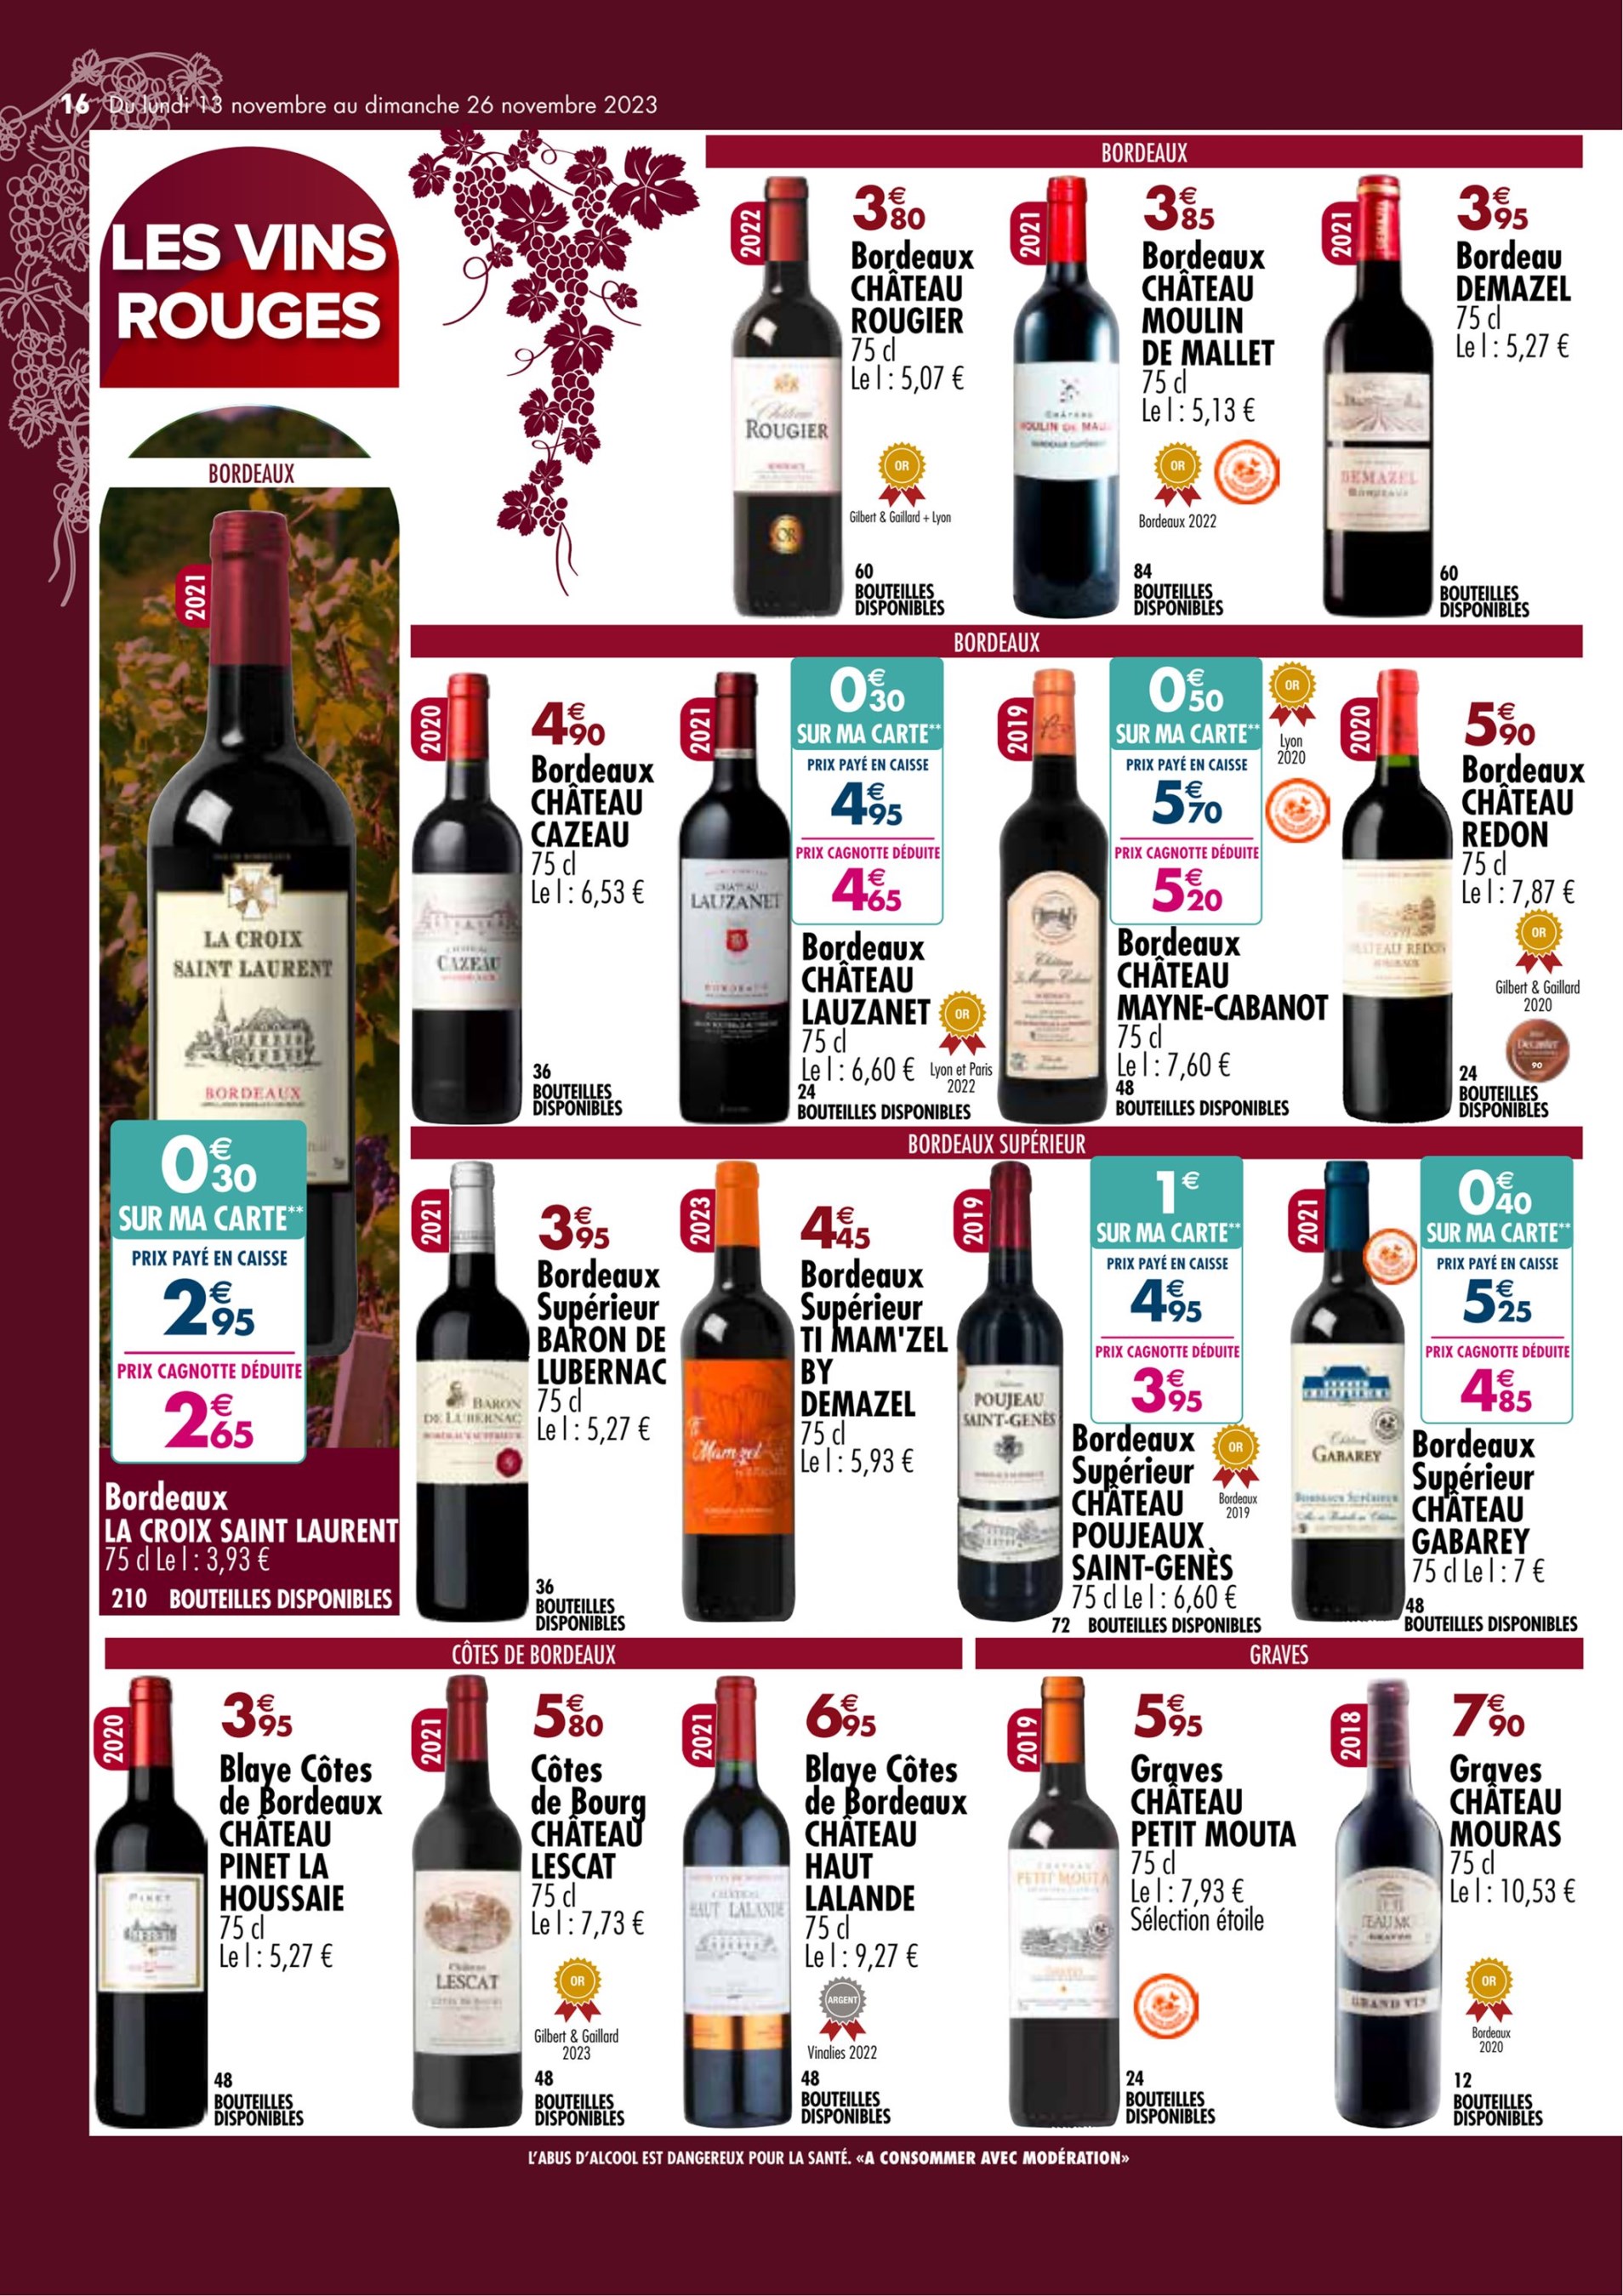 16 Du lundi 13 novembre au dimanche 26 novembre 2023
LES VINS
ROUGES
BORDEAUX
2021
LA CROIX
SAINT LAURENT
BORDEAUX
0€30
SUR MA CARTE**
PRIX PAYÉ EN CAISSE
2€95
PRIX CAGNOTTE DÉDUITE
2€65
Bordeaux
LA CROIX SAINT LAURENT
75 cl Le l : 3,93 €
210 BOUTEILLES DISPONIBLES
BORDEAUX
2022
Château
ROUGIER
OR
3€80
Bordeaux
CHÂTEAU
ROUGIER
75 cl
Le l : 5,07 €
OR
Gilbert & Gaillard + Lyon
60
BOUTEILLES
DISPONIBLES
2021
CHÂTEAU
MOULIN DE MAL
3€85
Bordeaux
CHÂTEAU
MOULIN
DE MALLET
75 cl
Le l : 5,13 €
OR
Bordeaux 2022
84
BOUTEILLES
DISPONIBLES
2021
DEMAZEL
BORDEAUX
3€95
Bordeau
DEMAZEL
75 cl
Le l : 5,27 €
60
BOUTEILLES
DISPONIBLES
BORDEAUX
2020
CAZEAU
4€90
Bordeaux
CHÂTEAU
CAZEAU
75 cl
Le l : 6,53 €
36
BOUTEILLES
DISPONIBLES
2021
CHATEAU
LAUZANET
BORDEAUX
0€30
SUR MA CARTE**
PRIX PAYÉ EN CAISSE
4€95
PRIX CAGNOTTE DÉDUITE
4€65
Bordeaux
CHÂTEAU
LAUZANET
75 cl
Le l : 6,60 €
OR
Lyon et Paris
2022
24
BOUTEILLES DISPONIBLES
2019
0€50
SUR MA CARTE**
PRIX PAYÉ EN CAISSE
5€70
PRIX CAGNOTTE DÉDUITE
5€20
OR
Lyon
2020
Bordeaux
CHÂTEAU
MAYNE-CABANOT
75 cl
Le l : 7,60 €
48
BOUTEILLES DISPONIBLES
2020
5€90
Bordeaux
CHÂTEAU
REDON
75 cl
Le l : 7,87 €
OR
Gilbert & Gaillard
2020
Decanter
90
24
BOUTEILLES
DISPONIBLES
BORDEAUX SUPÉRIEUR
2021
BARON
DE LUBERNAC
3€95
Bordeaux
Supérieur
BARON DE
LUBERNAC
75 cl
Le l : 5,27 €
36
BOUTEILLES
DISPONIBLES
2023
Ti
Mam'zel
4€45
Bordeaux
Supérieur
TI MAM'ZEL
BY
DEMAZEL
75 cl
Le l : 5,93 €
2019
POUJEAU
SAINT-GENÈS
1€
SUR MA CARTE**
PRIX PAYÉ EN CAISSE
4€95
PRIX CAGNOTTE DÉDUITE
3€95
Bordeaux
Supérieur
CHÂTEAU
POUJEAUX
SAINT-GENÈS
75 cl Le l : 6,60 €
OR
Bordeaux
2019
72 BOUTEILLES DISPONIBLES
2021
Château
GABAREY
0€40
SUR MA CARTE**
PRIX PAYÉ EN CAISSE
5€25
PRIX CAGNOTTE DÉDUITE
4€85
Bordeaux
Supérieur
CHÂTEAU
GABAREY
75 cl Le l : 7 €
48
BOUTEILLES DISPONIBLES
CÔTES DE BORDEAUX
2020
PINET
3€95
Blaye Côtes
de Bordeaux
CHÂTEAU
PINET LA
HOUSSAIE
75 cl
Le l : 5,27 €
48
BOUTEILLES
DISPONIBLES
2021
Château
LESCAT
5€80
Côtes
de Bourg
CHÂTEAU
LESCAT
75 cl
Le l : 7,73 €
OR
Gilbert & Gaillard
2023
48
BOUTEILLES
DISPONIBLES
2021
HAUT LALANDE
6€95
Blaye Côtes
de Bordeaux
CHÂTEAU
HAUT
LALANDE
75 cl
Le l : 9,27 €
ARGENT
Vinalies 2022
48
BOUTEILLES
DISPONIBLES
GRAVES
2019
PETIT MOUTA
5€95
Graves
CHÂTEAU
PETIT MOUTA
75 cl
Le l : 7,93 €
Sélection étoile
24
BOUTEILLES
DISPONIBLES
2018
GRAND VIN
7€90
Graves
CHÂTEAU
MOURAS
75 cl
Le l : 10,53 €
OR
Bordeaux
2020
12
BOUTEILLES
DISPONIBLES
L'ABUS D'ALCOOL EST DANGEREUX POUR LA SANTÉ. «A CONSOMMER AVEC MODÉRATION»